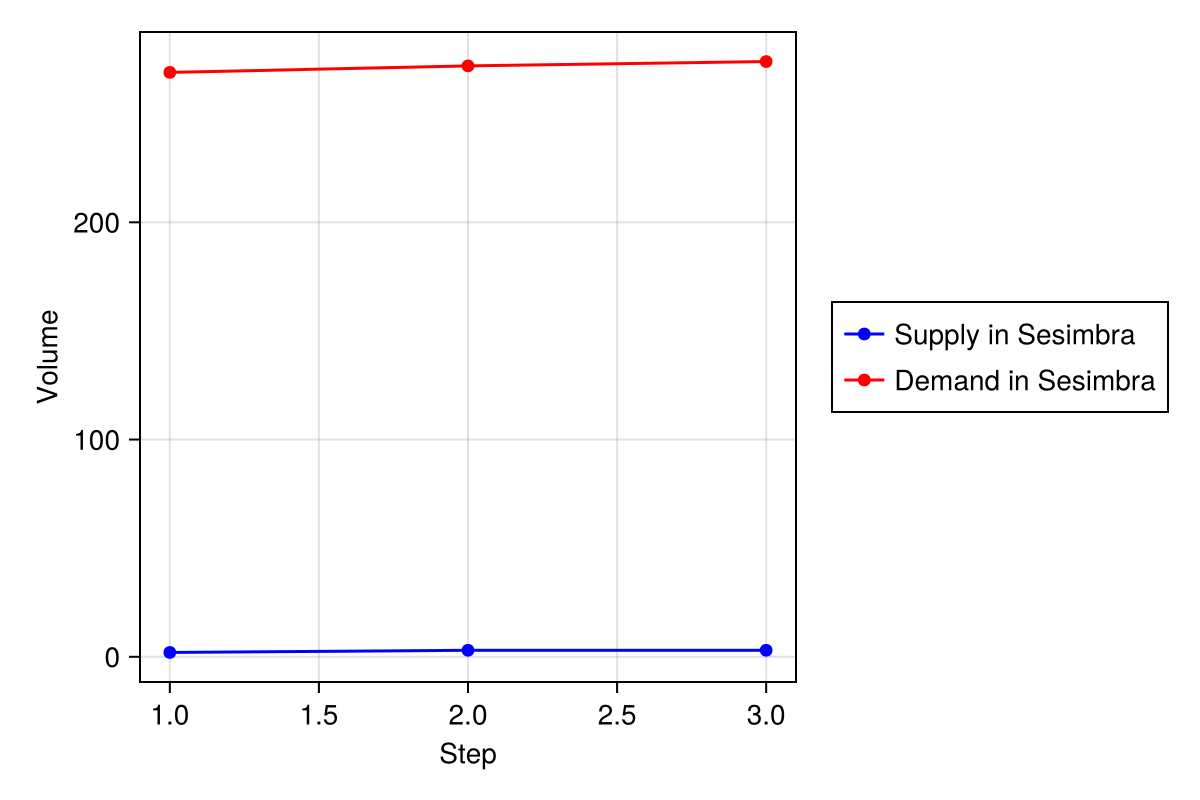 Volume
200
100
0
1.0 1.5 2.0 2.5 3.0
Step
Supply in Sesimbra
Demand in Sesimbra